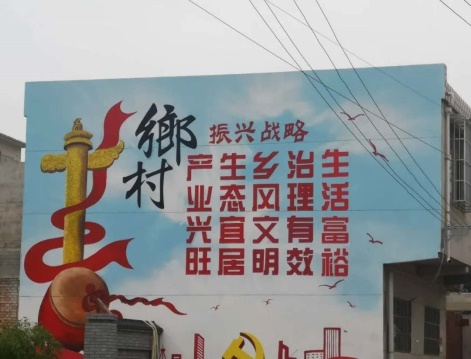 鄉村
振兴战略
产业兴旺
生态宜居
乡风文明
治理有效
生活富裕